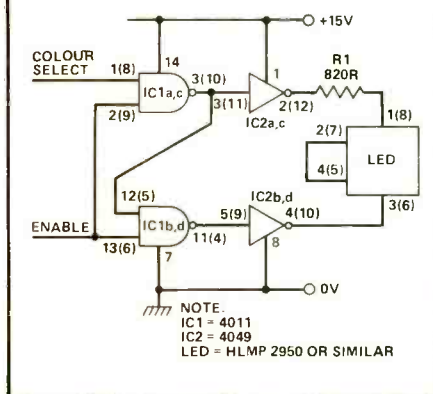 +15V
COLOUR
SELECT
1(8)
14
3(10)
IC1a,c
2(9)
3(11)
1
2(12)
IC2a,c
R1
820R
1(8)
2(7)
4(5)
LED
3(6)
12(5)
IC1b,d
ENABLE
13(6)
11(4)
7
5(9)
IC2b,d
4(10)
8
0V
NOTE.
IC1 = 4011
IC2 = 4049
LED = HLMP 2950 OR SIMILAR